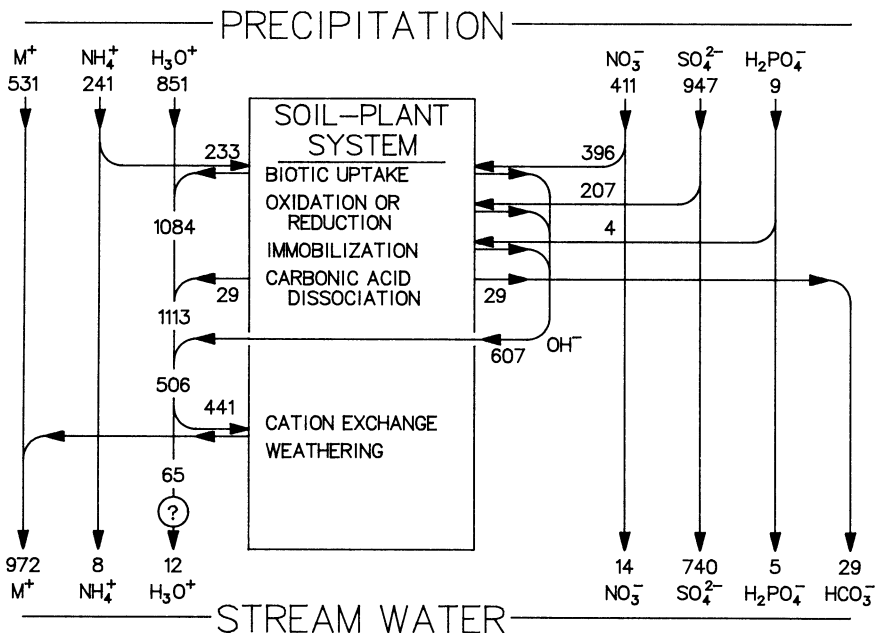 PRECIPITATION
M⁺ NH₄⁺ H₃O⁺ NO₃⁻ SO₄²⁻ H₂PO₄⁻
531 241 851 411 947 9
SOIL–PLANT
SYSTEM
233 396
BIOTIC UPTAKE
207
OXIDATION OR
REDUCTION
1084 4
IMMOBILIZATION
CARBONIC ACID
DISSOCIATION
29 29
1113
OH⁻
607
506
441
CATION EXCHANGE
WEATHERING
65
?
972 8 12 14 740 5 29
M⁺ NH₄⁺ H₃O⁺ NO₃⁻ SO₄²⁻ H₂PO₄⁻ HCO₃⁻
STREAM WATER